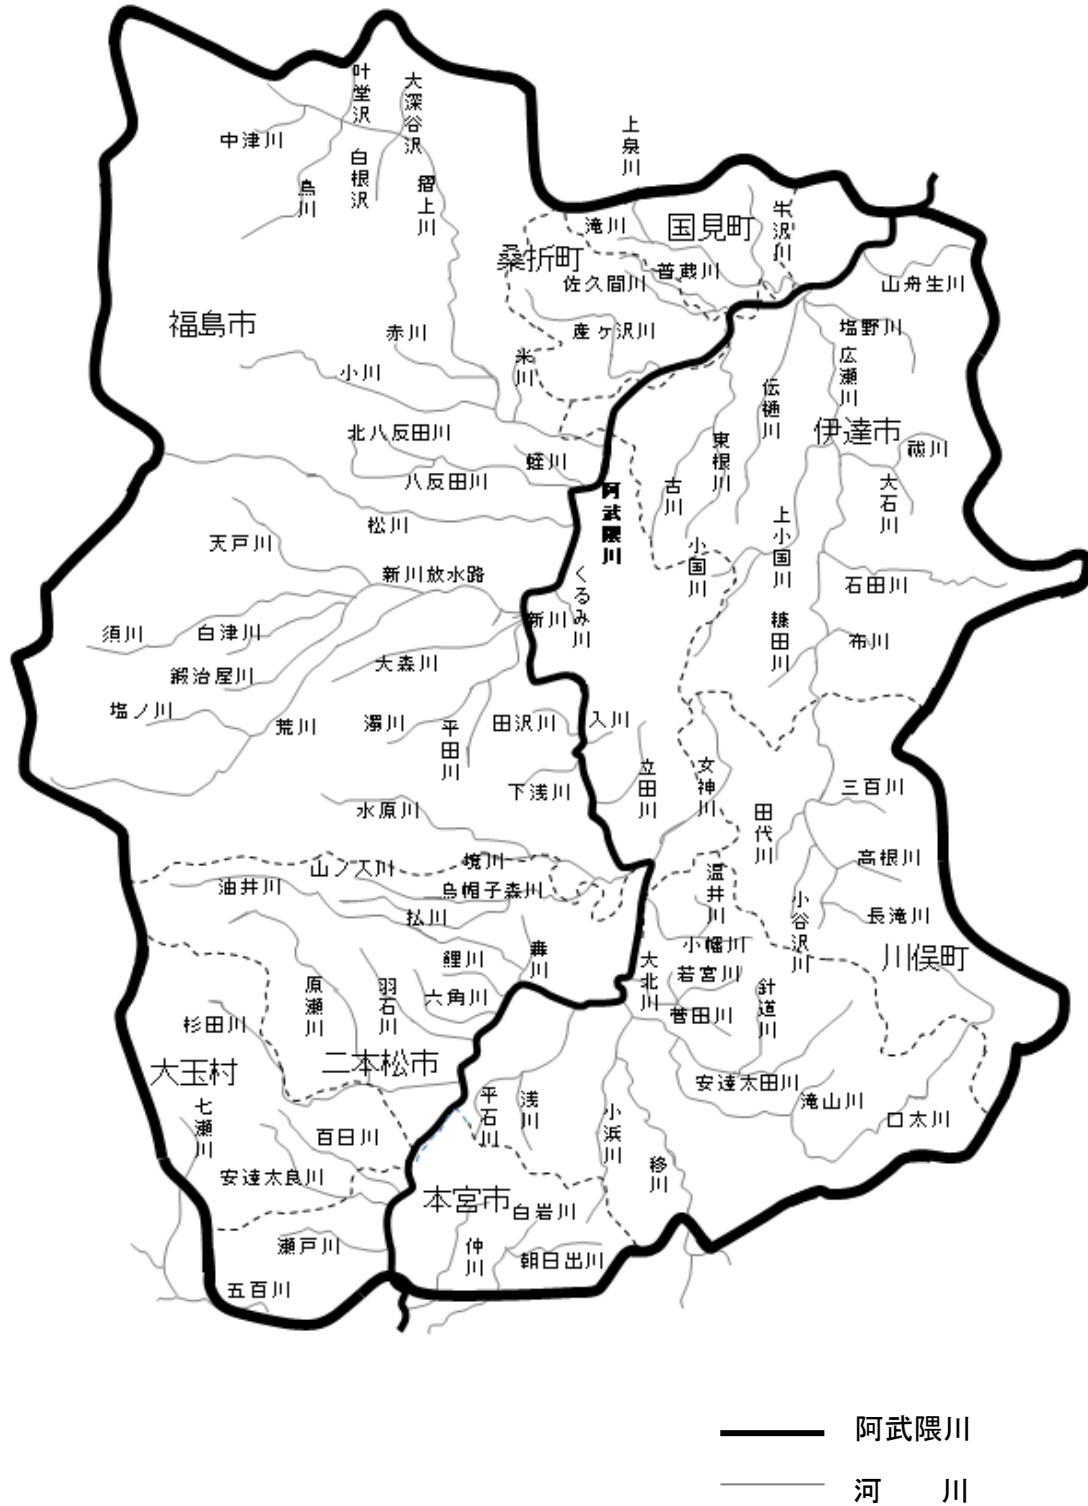 叶堂沢
大深谷沢
中津川
白根沢
烏川
摺上川
上泉川
滝川
国見町
牛沢川
桑折町
普蔵川
佐久間川
山舟生川
福島市
赤川
産ヶ沢川
塩野川
広瀬川
小川
米川
伝樋川
伊達市
北八反田川
蛭川
東根川
八反田川
古川
大石川
阿武隈川
松川
上小国川
天戸川
小国川
新川放水路
くるみ川
石田川
須川
白津川
新川
糠田川
布川
鍛治屋川
大森川
塩ノ川
荒川
濁川
平田川
田沢川
入川
立田川
女神川
三百川
下浅川
水原川
田代川
高根川
山ノ入川
境川
油井川
烏帽子森川
温井川
小谷沢川
長滝川
払川
小幡川
川俣町
鯉川
大北川
若宮川
原瀬川
羽石川
六角川
針道川
菅田川
杉田川
大玉村
二本松市
安達太田川
七瀬川
平石川
浅川
滝山川
口太川
百日川
小浜川
移川
安達太良川
本宮市
白岩川
瀬戸川
仲川
朝日出川
五百川
阿武隈川
河　川